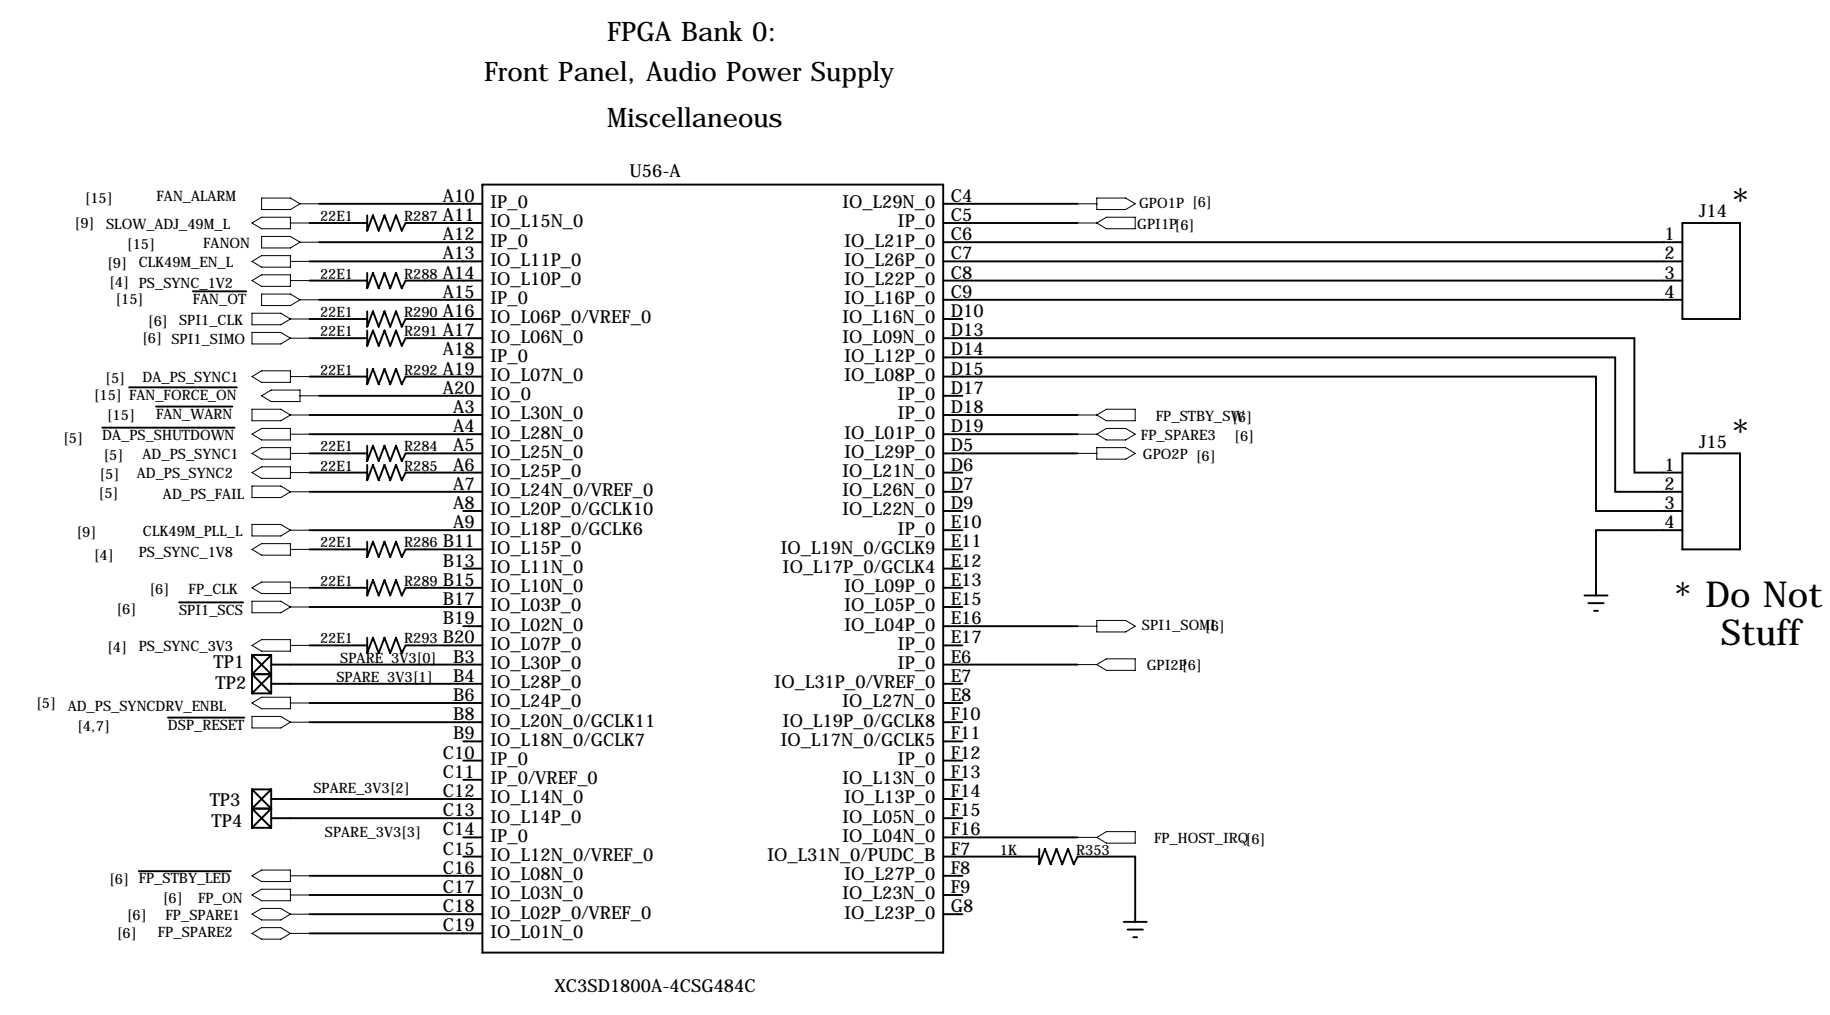 FPGA Bank 0:
Front Panel, Audio Power Supply
Miscellaneous
U56-A
[15] FAN_ALARM A10 IP_0
[9] SLOW_ADJ_49M_L 22E1 R287 A11 IO_L15N_0
[15] FANON A12 IP_0
[9] CLK49M_EN_L A13 IO_L11P_0
[4] PS_SYNC_1V2 22E1 R288 A14 IO_L10P_0
[15] FAN_OT A15 IP_0
[6] SPI1_CLK 22E1 R290 A16 IO_L06P_0/VREF_0
[6] SPI1_SIMO 22E1 R291 A17 IO_L06N_0
A18 IP_0
[5] DA_PS_SYNC1 22E1 R292 A19 IO_L07N_0
[15] FAN_FORCE_ON A20 IO_0
[15] FAN_WARN A3 IO_L30N_0
[5] DA_PS_SHUTDOWN A4 IO_L28N_0
[5] AD_PS_SYNC1 22E1 R284 A5 IO_L25N_0
[5] AD_PS_SYNC2 22E1 R285 A6 IO_L25P_0
[5] AD_PS_FAIL A7 IO_L24N_0/VREF_0
A8 IO_L20P_0/GCLK10
[9] CLK49M_PLL_L A9 IO_L18P_0/GCLK6
[4] PS_SYNC_1V8 22E1 R286 B11 IO_L15P_0
B13 IO_L11N_0
[6] FP_CLK 22E1 R289 B15 IO_L10N_0
[6] SPI1_SCS B17 IO_L03P_0
B19 IO_L02N_0
[4] PS_SYNC_3V3 22E1 R293 B20 IO_L07P_0
TP1 SPARE_3V3[0] B3 IO_L30P_0
TP2 SPARE_3V3[1] B4 IO_L28P_0
[5] AD_PS_SYNCDRV_ENBL B6 IO_L24P_0
[4,7] DSP_RESET B8 IO_L20N_0/GCLK11
B9 IO_L18N_0/GCLK7
C10 IP_0
C11 IP_0/VREF_0
TP3 SPARE_3V3[2] C12 IO_L14N_0
TP4 C13 IO_L14P_0
SPARE_3V3[3] C14 IP_0
C15 IO_L12N_0/VREF_0
[6] FP_STBY_LED C16 IO_L08N_0
[6] FP_ON C17 IO_L03N_0
[6] FP_SPARE1 C18 IO_L02P_0/VREF_0
[6] FP_SPARE2 C19 IO_L01N_0
IO_L29N_0 C4 GPO1P [6]
IP_0 C5 GPI1P[6]
IO_L21P_0 C6
IO_L26P_0 C7
IO_L22P_0 C8
IO_L16P_0 C9
IO_L16N_0 D10
IO_L09N_0 D13
IO_L12P_0 D14
IO_L08P_0 D15
IP_0 D17
IP_0 D18 FP_STBY_SW[6]
IO_L01P_0 D19 FP_SPARE3 [6]
IO_L29P_0 D5 GPO2P [6]
IO_L21N_0 D6
IO_L26N_0 D7
IO_L22N_0 D9
IP_0 E10
IO_L19N_0/GCLK9 E11
IO_L17P_0/GCLK4 E12
IO_L09P_0 E13
IO_L05P_0 E15
IO_L04P_0 E16 SPI1_SOMI[6]
IP_0 E17
IP_0 E6 GPI2P[6]
IO_L31P_0/VREF_0 E7
IO_L27N_0 E8
IO_L19P_0/GCLK8 F10
IO_L17N_0/GCLK5 F11
IP_0 F12
IO_L13N_0 F13
IO_L13P_0 F14
IO_L05N_0 F15
IO_L04N_0 F16 FP_HOST_IRQ[6]
IO_L31N_0/PUDC_B F7 1K R353
IO_L27P_0 F8
IO_L23N_0 F9
IO_L23P_0 G8
*
J14
1
2
3
4
*
J15
1
2
3
4
* Do Not
Stuff
XC3SD1800A-4CSG484C